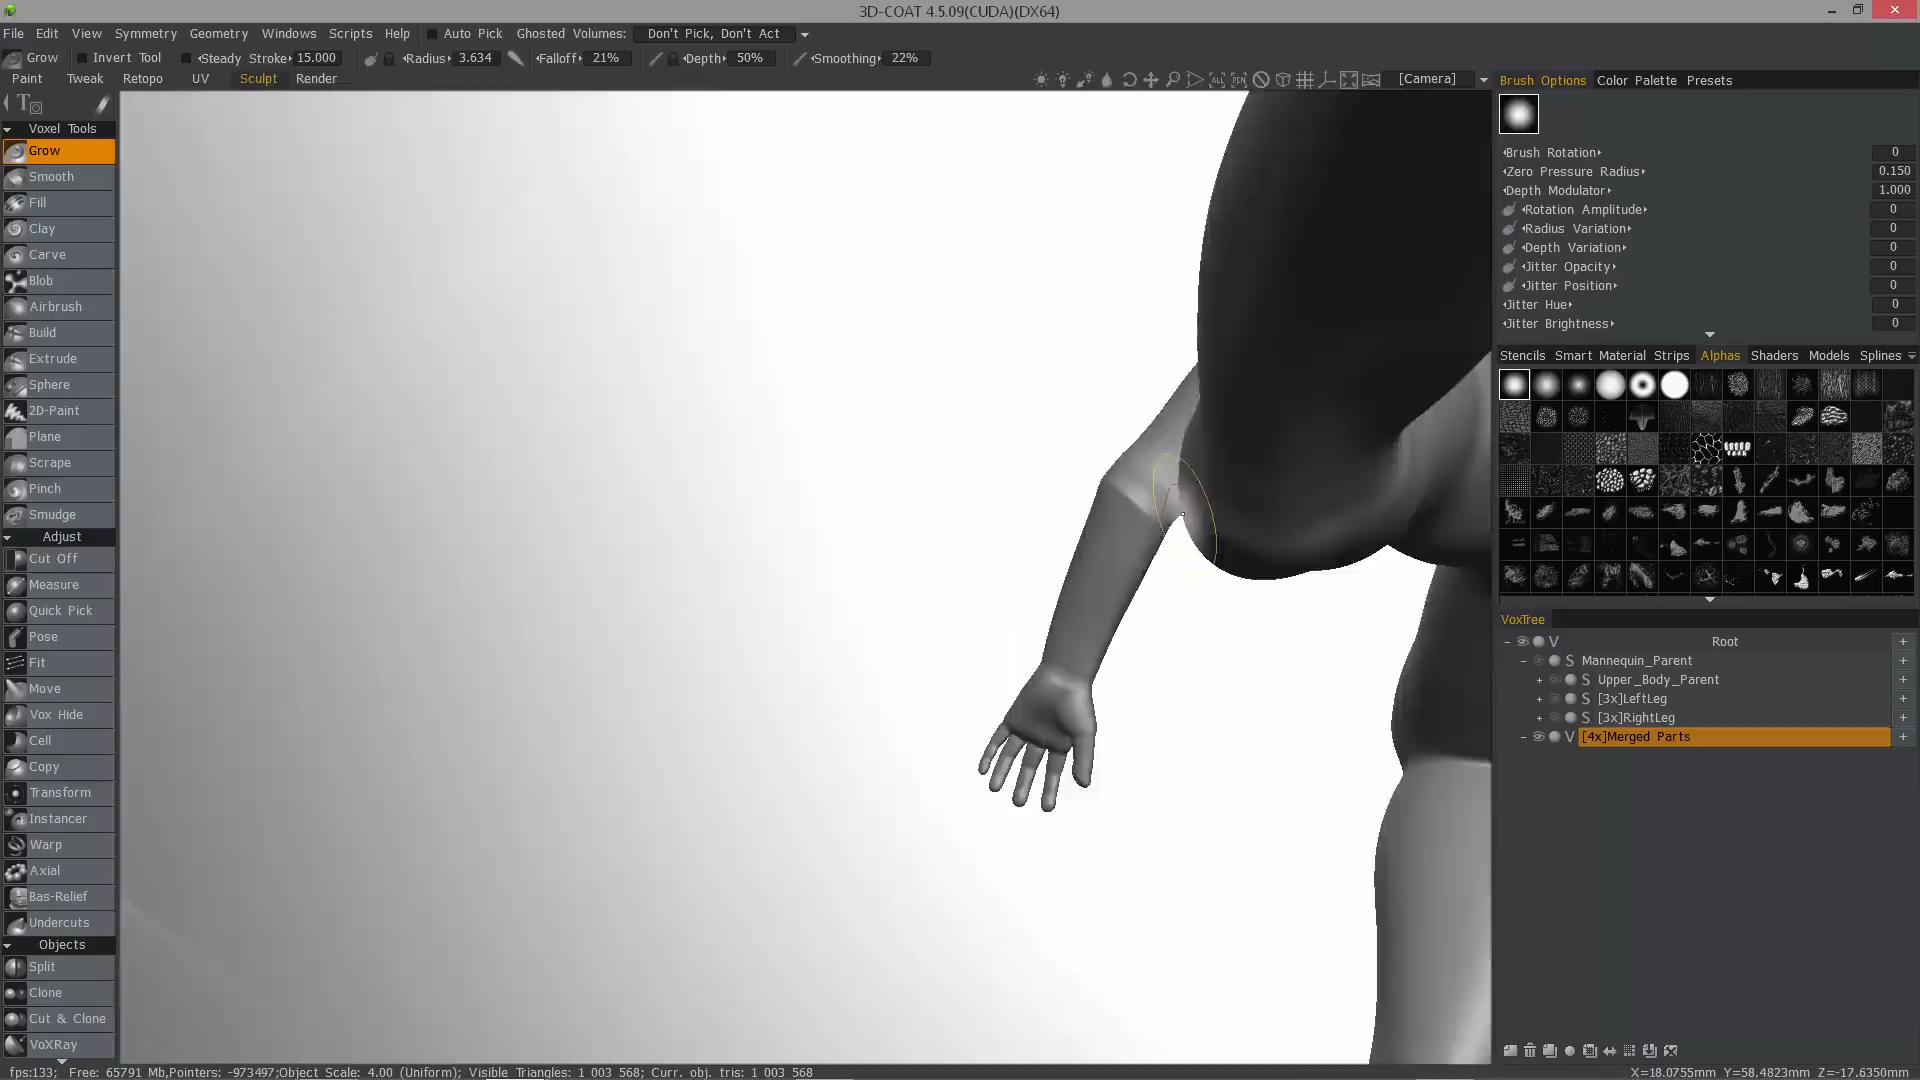 3D-COAT 4.5.09(CUDA)(DX64)
File Edit View Symmetry Geometry Windows Scripts Help Auto Pick Ghosted Volumes: Don't Pick, Don't Act
Grow Invert Tool Steady Stroke 15.000 Radius 3.634 Falloff 21% Depth 50% Smoothing 22%
Paint Tweak Retopo UV Sculpt Render [Camera]
Brush Options Color Palette Presets
Voxel Tools
Grow
Smooth
Fill
Clay
Carve
Blob
Airbrush
Build
Extrude
Sphere
2D-Paint
Plane
Scrape
Pinch
Smudge
Adjust
Cut Off
Measure
Quick Pick
Pose
Fit
Move
Vox Hide
Cell
Copy
Transform
Instancer
Warp
Axial
Bas-Relief
Undercuts
Objects
Split
Clone
Cut & Clone
VoXRay
Brush Rotation 0
Zero Pressure Radius 0.150
Depth Modulator 1.000
Rotation Amplitude 0
Radius Variation 0
Depth Variation 0
Jitter Opacity 0
Jitter Position 0
Jitter Hue 0
Jitter Brightness 0
Stencils Smart Material Strips Alphas Shaders Models Splines
VoxTree
- V Root +
- S Mannequin_Parent +
+ S Upper_Body_Parent +
+ S [3x]LeftLeg +
+ S [3x]RightLeg +
- V [4x]Merged Parts +
fps:133; Free: 65791 Mb,Pointers: -973497;Object Scale: 4.00 (Uniform); Visible Triangles: 1 003 568; Curr. obj. tris: 1 003 568
X=18.0755mm Y=58.4823mm Z=-17.6350mm